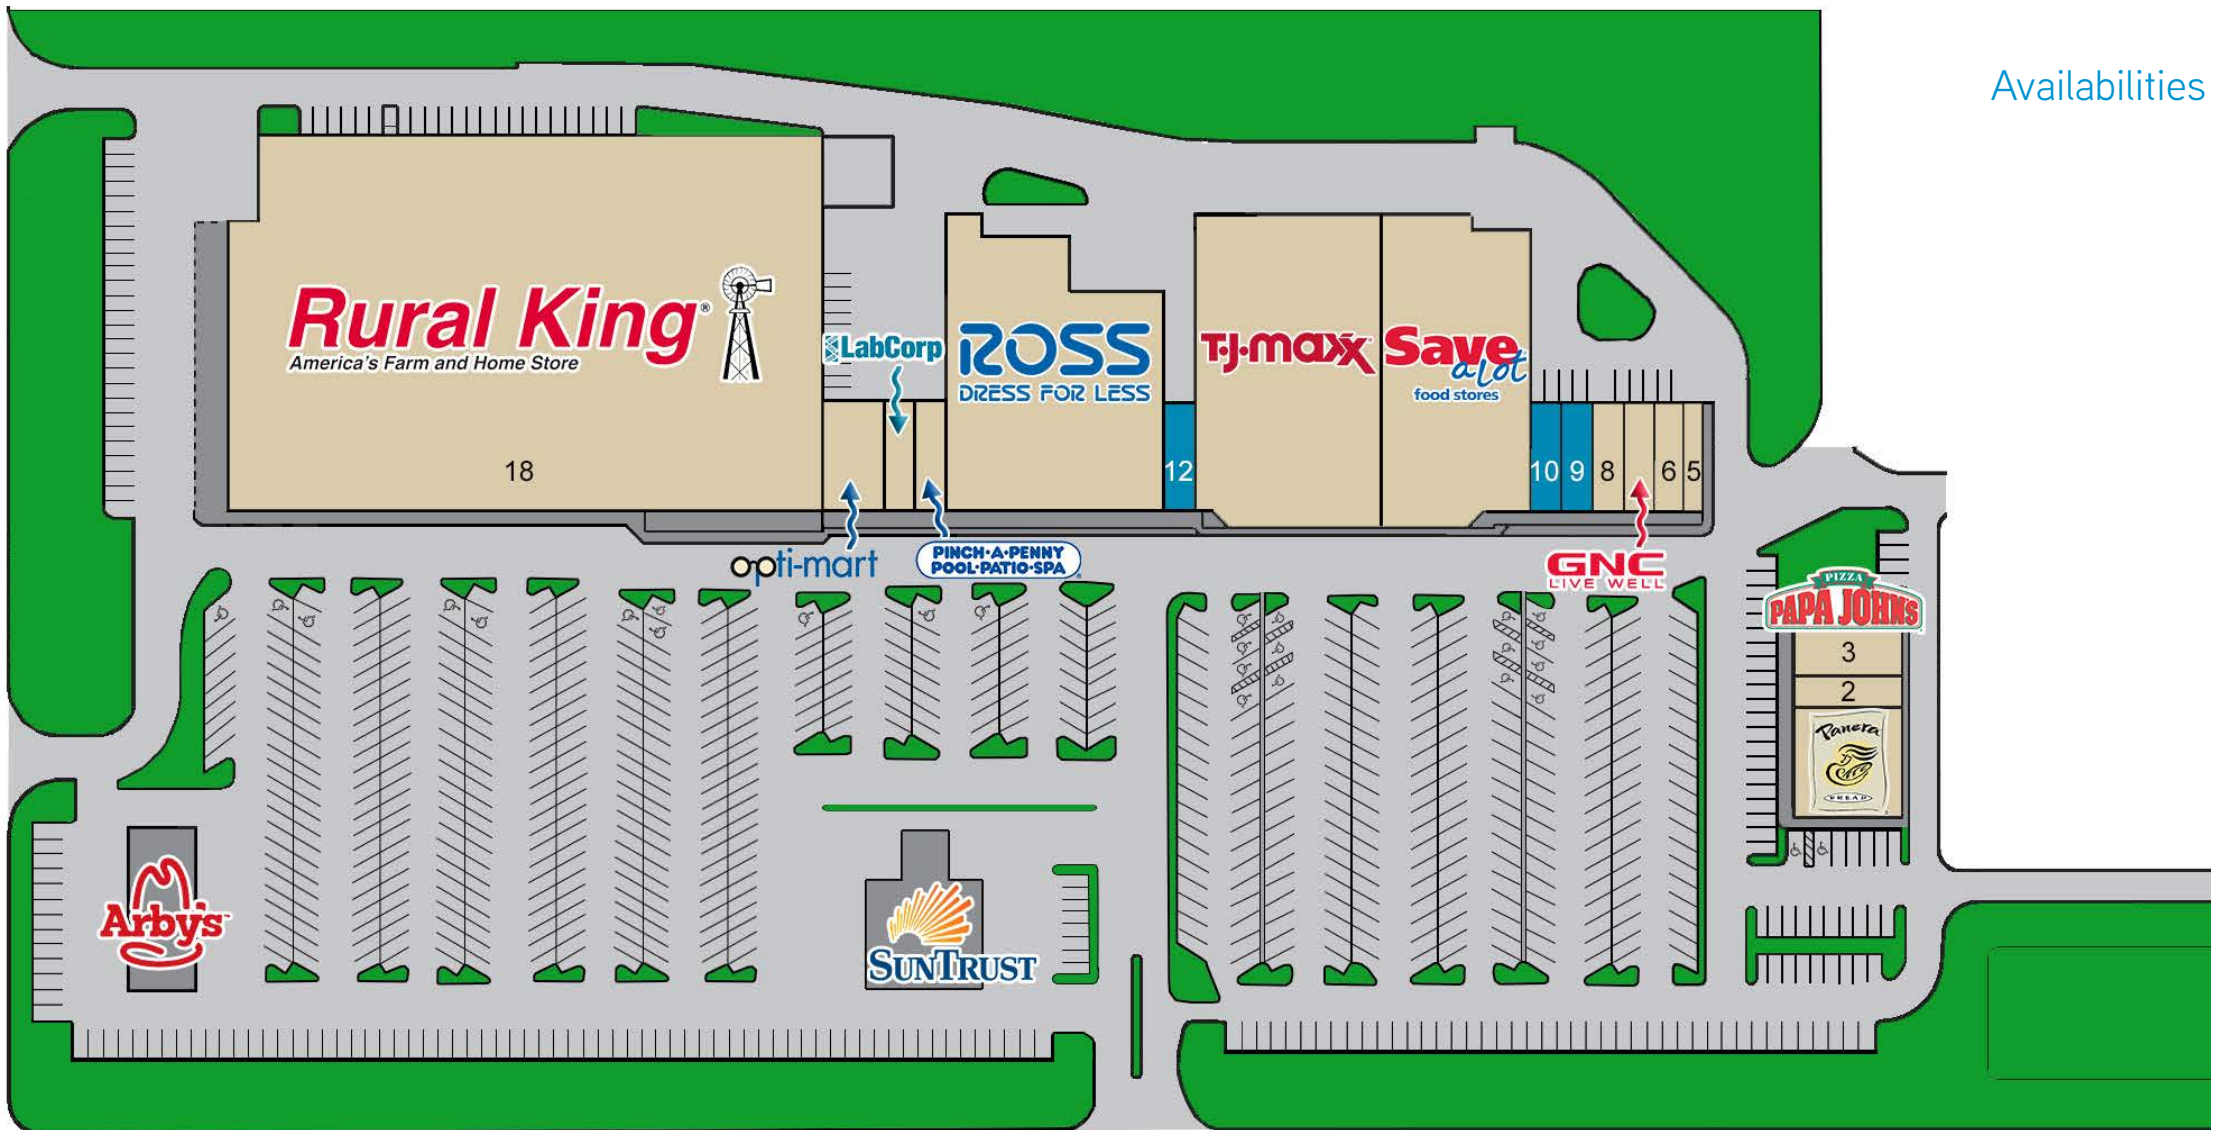 Availabilities
Rural King®
America's Farm and Home Store
18
LabCorp
ROSS
DRESS FOR LESS
T·J·maxx
Save
a lot
food stores
12
10
9
8
6
5
opti-mart
PINCH·A·PENNY
POOL·PATIO·SPA
GNC
LIVE WELL
PIZZA
PAPA JOHN'S
3
2
Panera
BREAD
Arby's
SUNTRUST